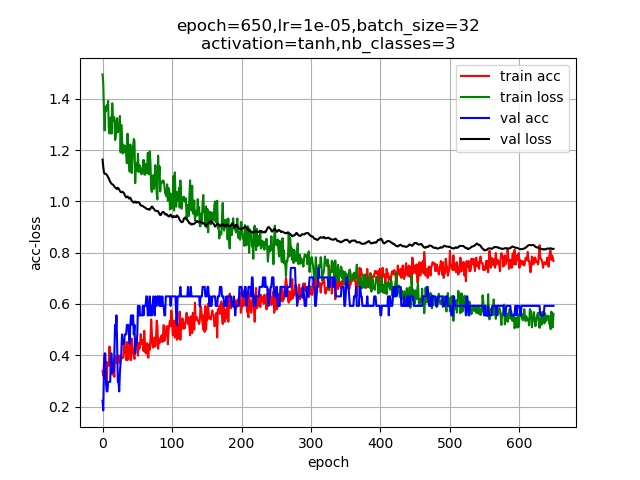 epoch=650,lr=1e-05,batch_size=32
activation=tanh,nb_classes=3
train acc
train loss
val acc
val loss
acc-loss
1.4
1.2
1.0
0.8
0.6
0.4
0.2
0
100
200
300
400
500
600
epoch